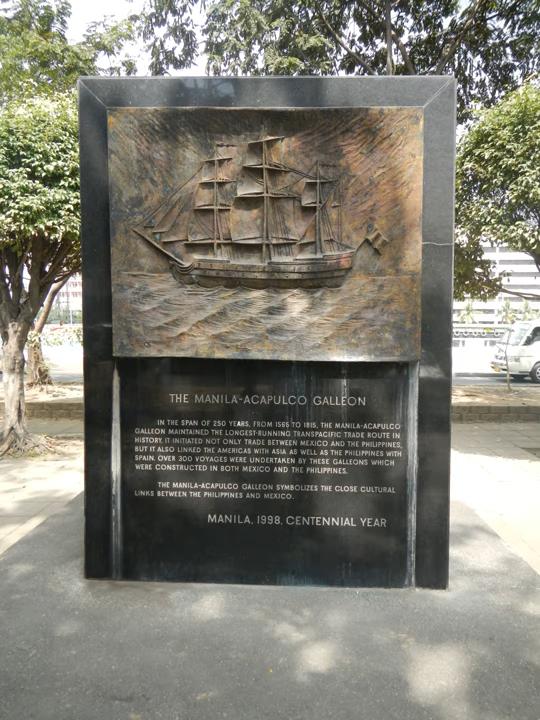 THE MANILA-ACAPULCO GALLEON
IN THE SPAN OF 250 YEARS, FROM 1565 TO 1815, THE MANILA-ACAPULCO
GALLEON MAINTAINED THE LONGEST-RUNNING TRANSPACIFIC TRADE ROUTE IN
HISTORY. IT INITIATED NOT ONLY TRADE BETWEEN MEXICO AND THE PHILIPPINES,
BUT IT ALSO LINKED THE AMERICAS WITH ASIA AS WELL AS THE PHILIPPINES WITH
SPAIN. OVER 300 VOYAGES WERE UNDERTAKEN BY THESE GALLEONS WHICH
WERE CONSTRUCTED IN BOTH MEXICO AND THE PHILIPPINES.
THE MANILA-ACAPULCO GALLEON SYMBOLIZES THE CLOSE CULTURAL
LINKS BETWEEN THE PHILIPPINES AND MEXICO.
MANILA, 1998, CENTENNIAL YEAR